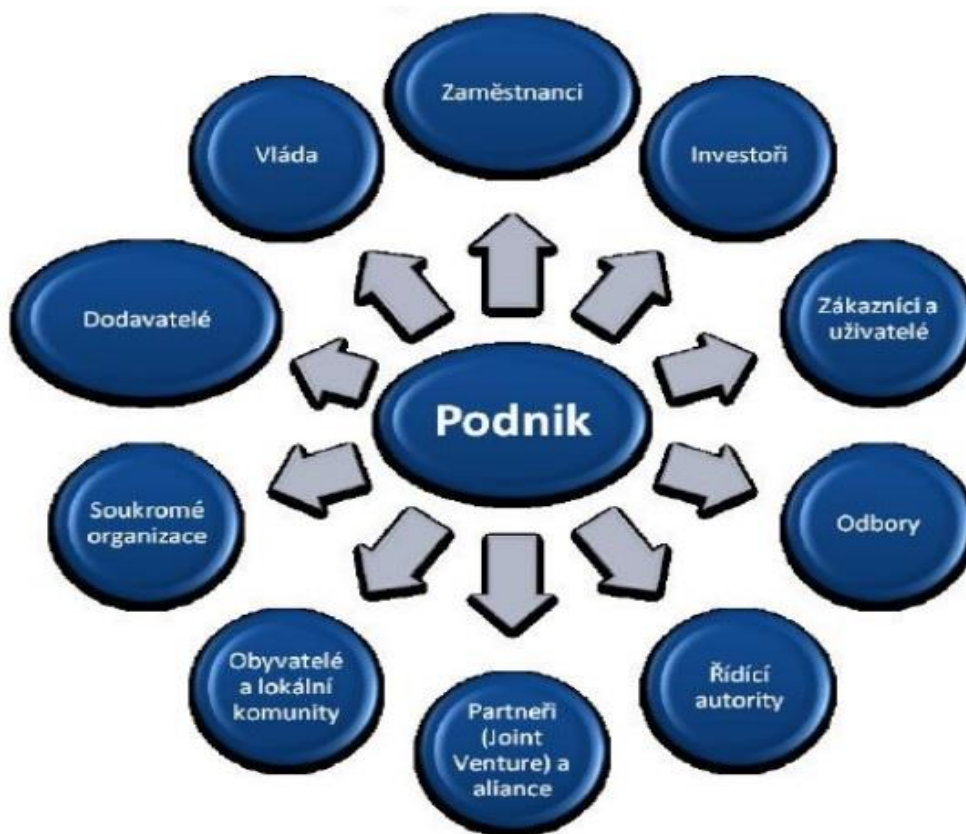 Zaměstnanci
Vláda
Investoři
Dodavatelé
Zákazníci a
uživatelé
Podnik
Soukromé
organizace
Odbory
Obyvatelé
a lokální
komunity
Řídící
autority
Partneři
(Joint
Venture) a
aliance